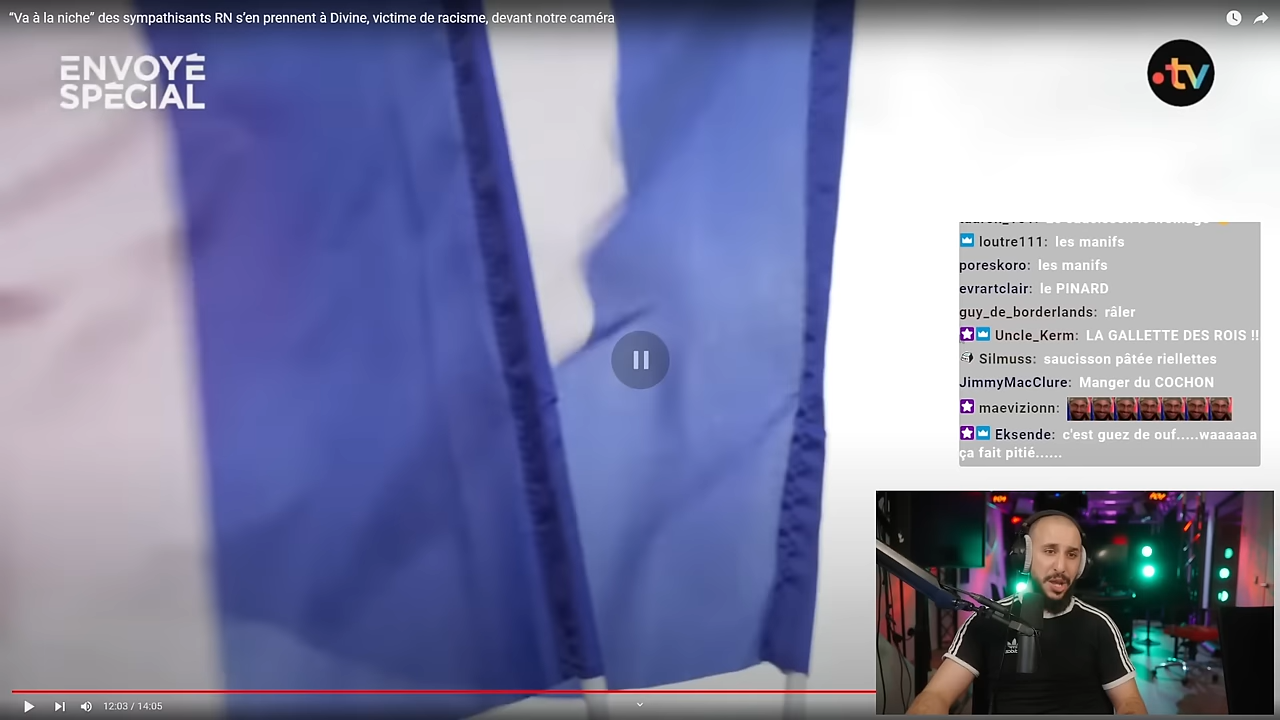 “Va à la niche” des sympathisants RN s’en prennent à Divine, victime de racisme, devant notre caméra
ENVOYÉ
SPÉCIAL
tv
loutre111: les manifs
poreskoro: les manifs
evrartclair: le PINARD
guy_de_borderlands: râler
Uncle_Kerm: LA GALLETTE DES ROIS !!
Silmuss: saucisson pâtée riellettes
JimmyMacClure: Manger du COCHON
maevizionn:
Eksende: c'est guez de ouf.....waaaaaa
ça fait pitié......
adidas
12:03 / 14:05